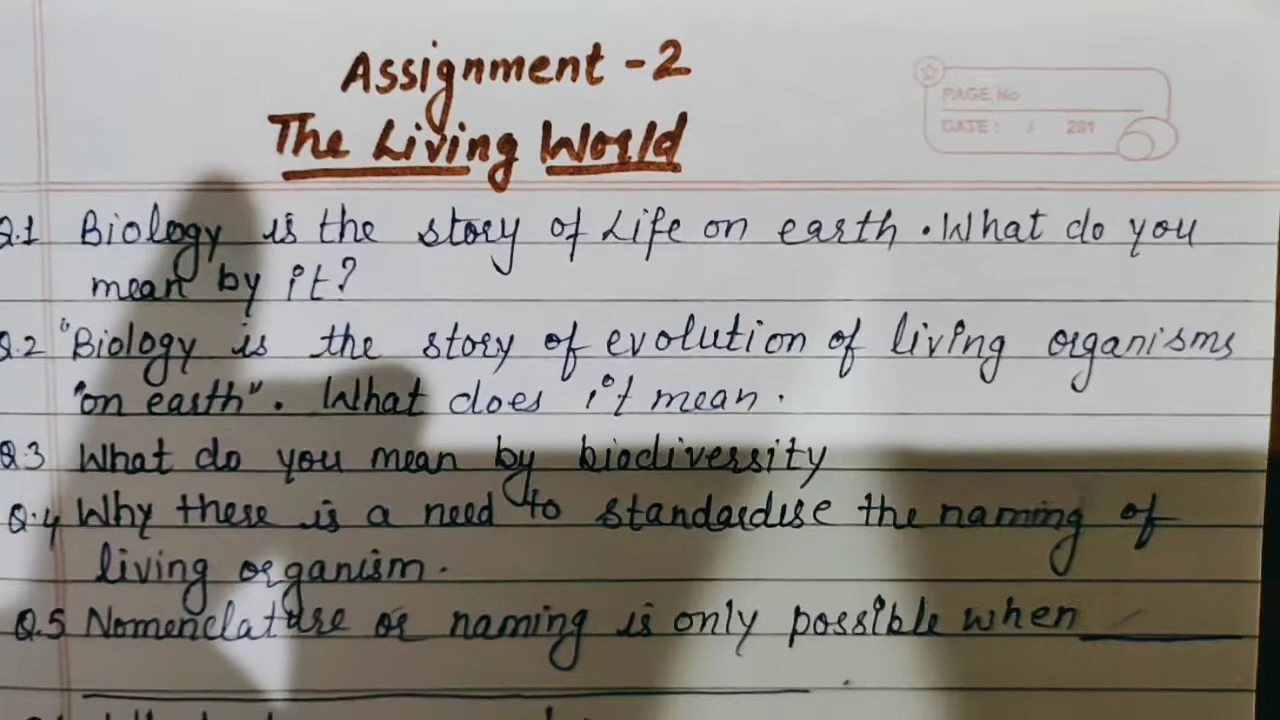 Assignment - 2
The Living World
PAGE No
DATE: / 201
Q.1 Biology is the story of Life on earth. What do you
mean by it?
Q.2 "Biology is the story of evolution of living organisms
"on earth". What does it mean.
Q.3 What do you mean by biodiversity
Q.4 Why there is a need to standardise the naming of
living organism.
Q.5 Nomenclature or naming is only possible when ______
______.